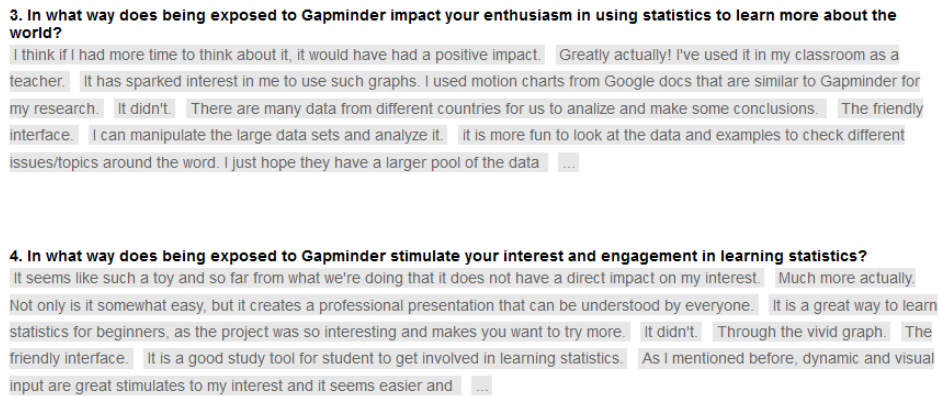 3. In what way does being exposed to Gapminder impact your enthusiasm in using statistics to learn more about the
world?
I think if I had more time to think about it, it would have had a positive impact. Greatly actually! I've used it in my classroom as a
teacher. It has sparked interest in me to use such graphs. I used motion charts from Google docs that are similar to Gapminder for
my research. It didn't. There are many data from different countries for us to analize and make some conclusions. The friendly
interface. I can manipulate the large data sets and analyze it. it is more fun to look at the data and examples to check different
issues/topics around the word. I just hope they have a larger pool of the data ...
4. In what way does being exposed to Gapminder stimulate your interest and engagement in learning statistics?
It seems like such a toy and so far from what we're doing that it does not have a direct impact on my interest. Much more actually.
Not only is it somewhat easy, but it creates a professional presentation that can be understood by everyone. It is a great way to learn
statistics for beginners, as the project was so interesting and makes you want to try more. It didn't. Through the vivid graph. The
friendly interface. It is a good study tool for student to get involved in learning statistics. As I mentioned before, dynamic and visual
input are great stimulates to my interest and it seems easier and ...